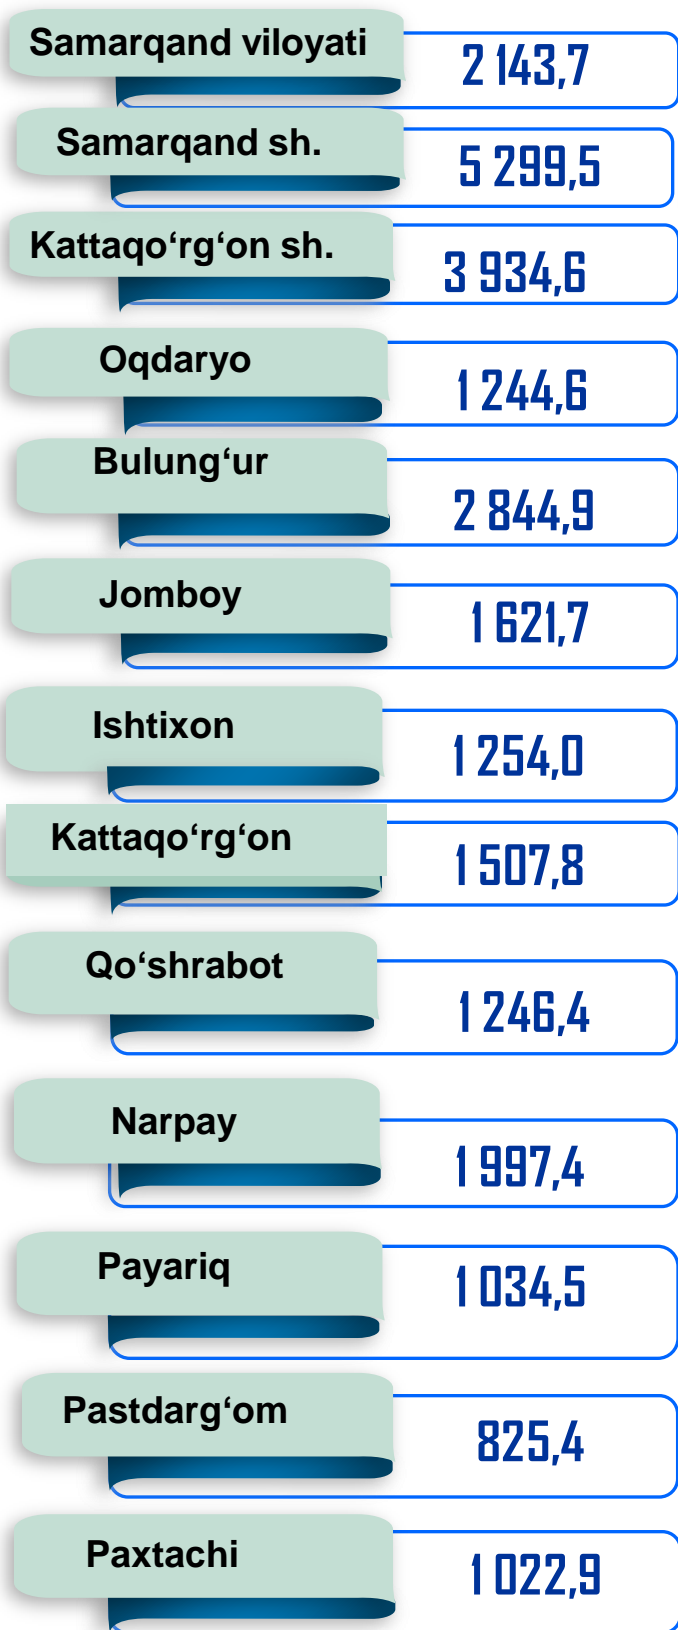 Samarqand viloyati
2 143,7
Samarqand sh.
5 299,5
Kattaqo‘rg‘on sh.
3 934,6
Oqdaryo
1 244,6
Bulung‘ur
2 844,9
Jomboy
1 621,7
Ishtixon
1 254,0
Kattaqo‘rg‘on
1 507,8
Qo‘shrabot
1 246,4
Narpay
1 997,4
Payariq
1 034,5
Pastdarg‘om
825,4
Paxtachi
1 022,9